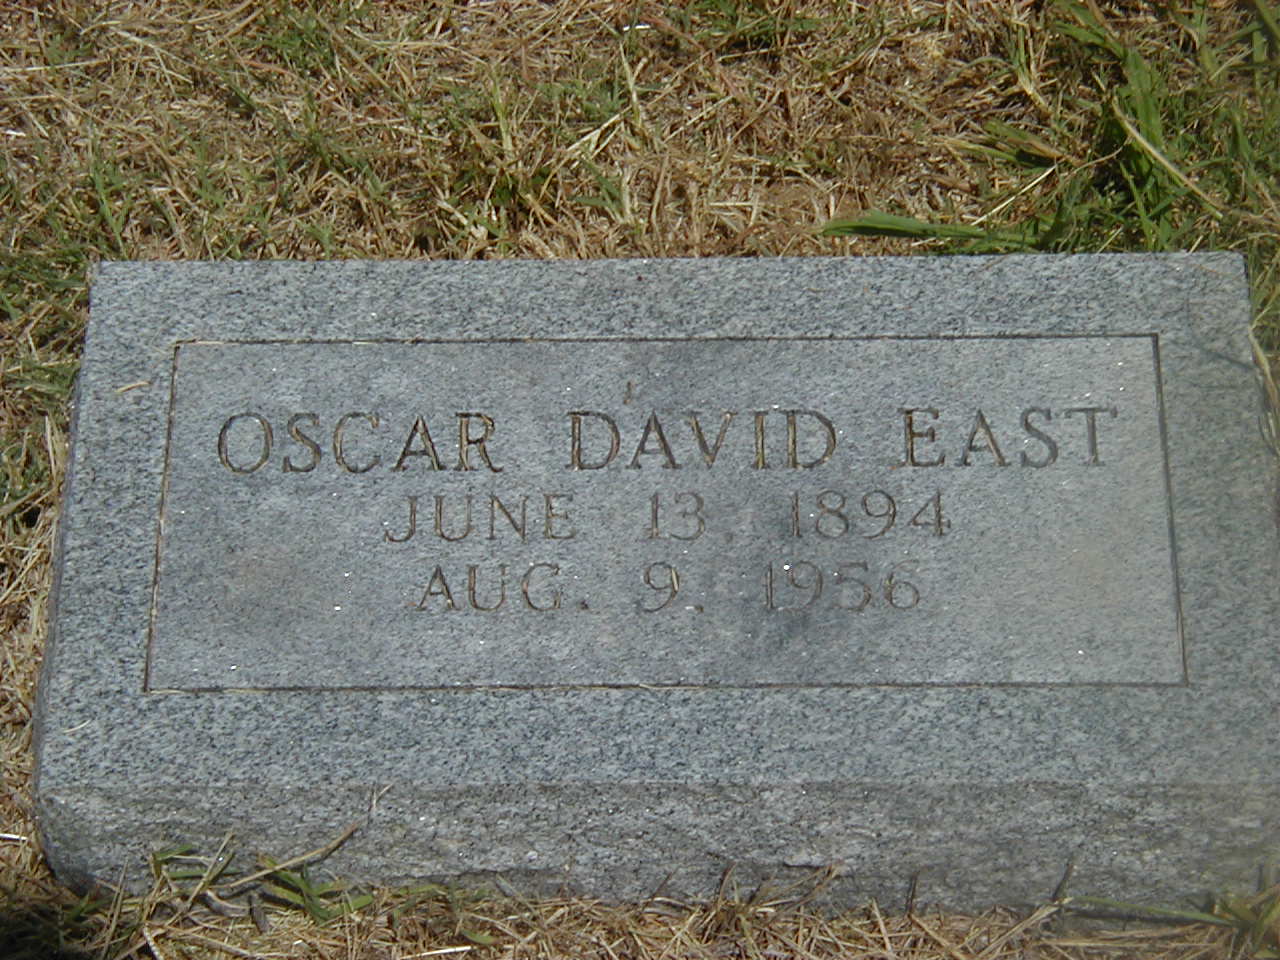 OSCAR DAVID EAST
JUNE 13, 1894
AUG. 9, 1956